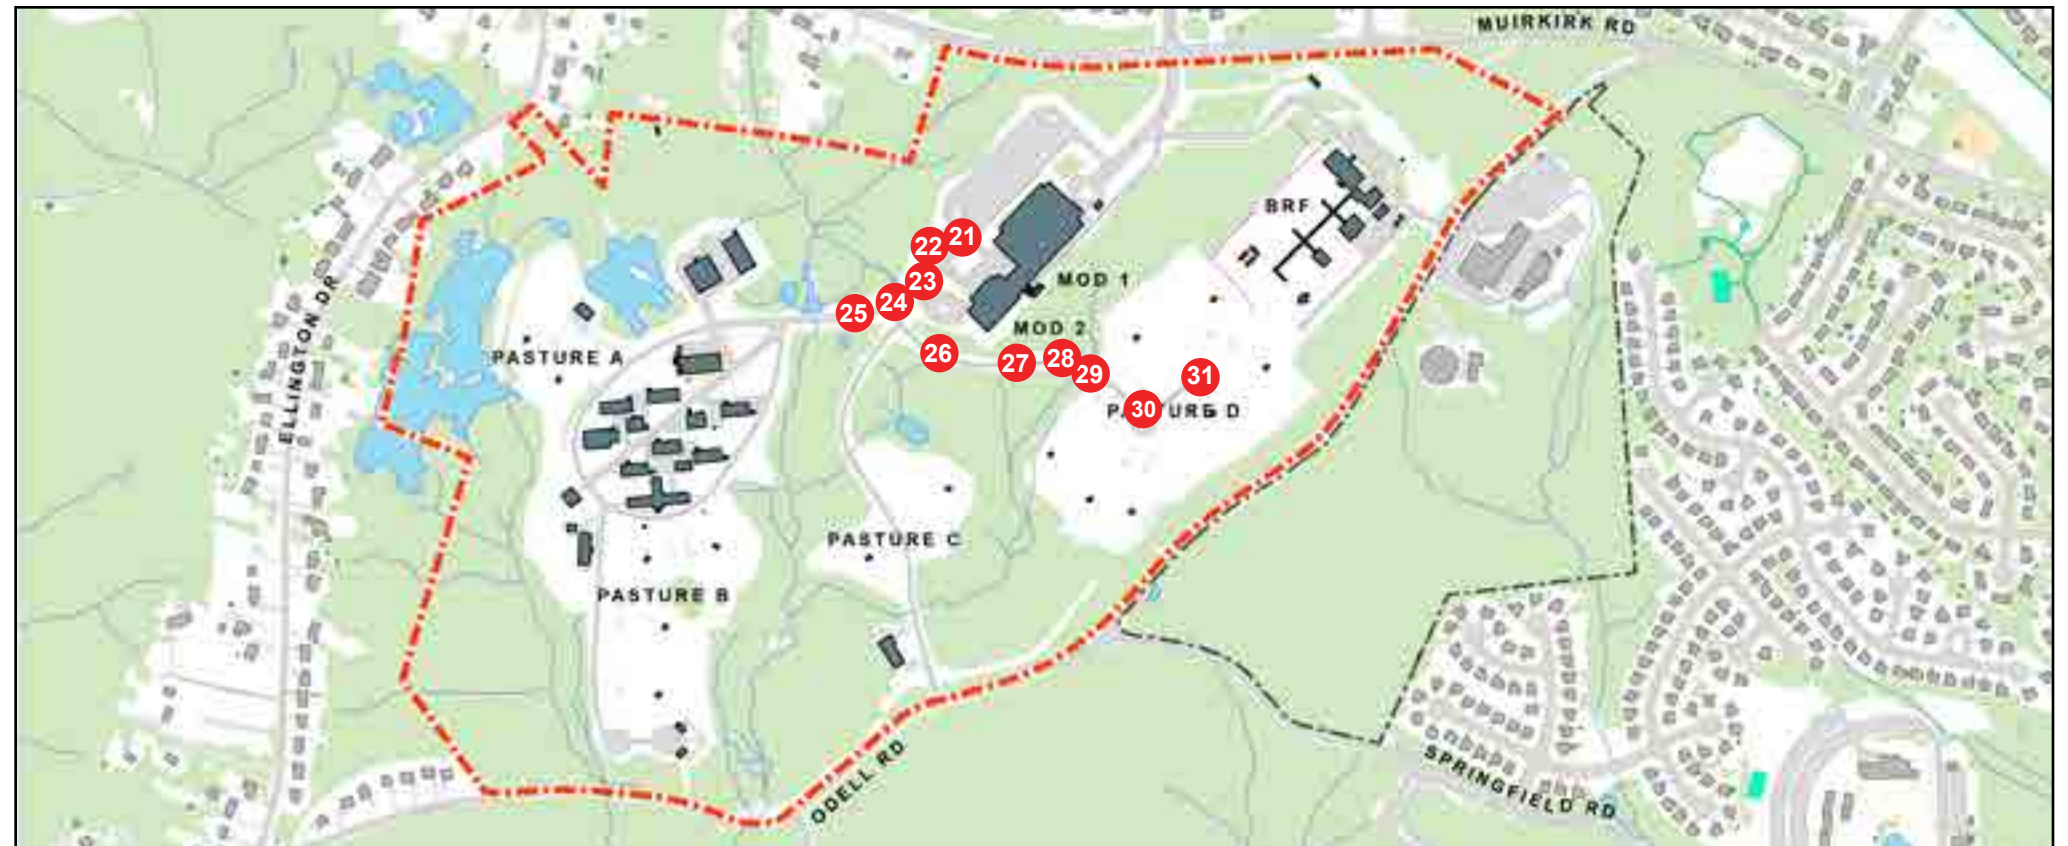 MUIRKIRK RD
BRF
21
22
23
MOD 1
24
25
MOD 2
ELLINGTON DR
PASTURE A
26
27
28
29
31
30
PASTURE D
PASTURE C
PASTURE B
ODELL RD
SPRINGFIELD RD